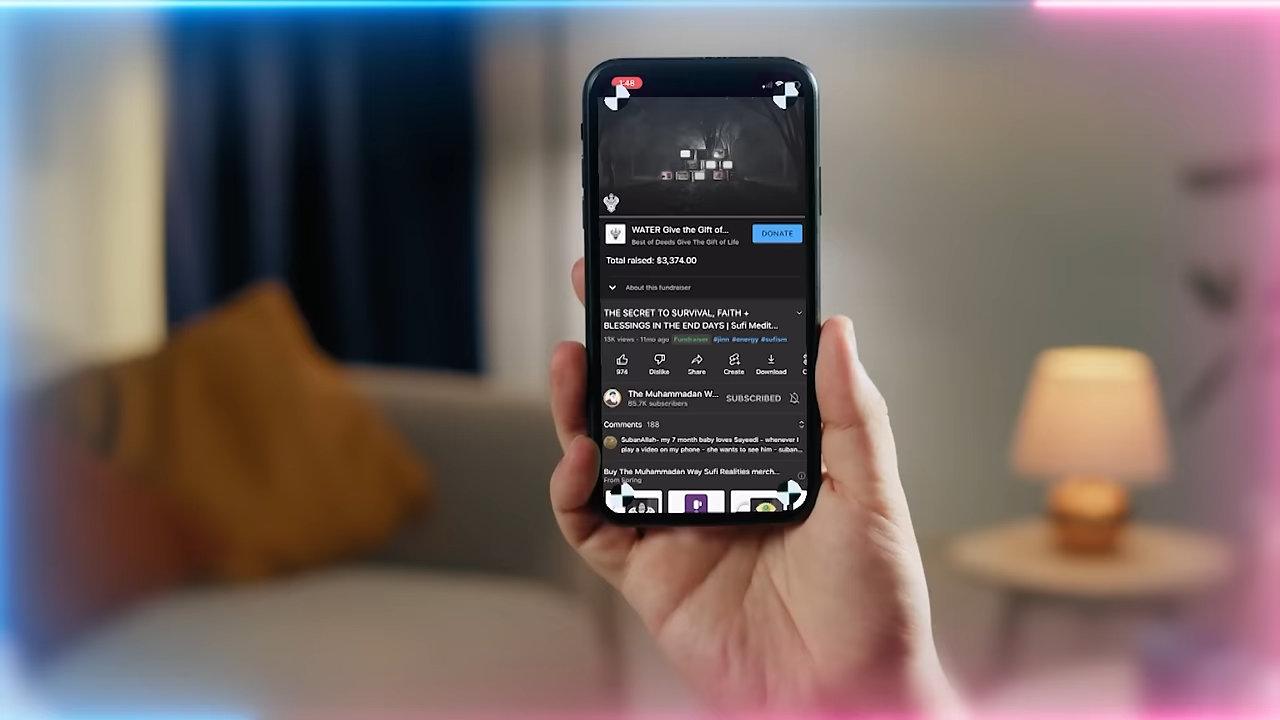 1:48
WATER Give the Gift of...
Best of Deeds Give The Gift of Life
DONATE
Total raised: $3,374.00
About this fundraiser
THE SECRET TO SURVIVAL, FAITH +
BLESSINGS IN THE END DAYS | Sufi Medit...
13K views · 11mo ago Fundraiser #jinn #energy #sufism
974 Dislike Share Create Download
The Muhammadan W... SUBSCRIBED
85.7K subscribers
Comments 188
SubanAllah- my 7 month baby loves Sayeedi - whenever I
play a video on my phone - she wants to see him - suban...
Buy The Muhammadan Way Sufi Realities merch...
From Spring